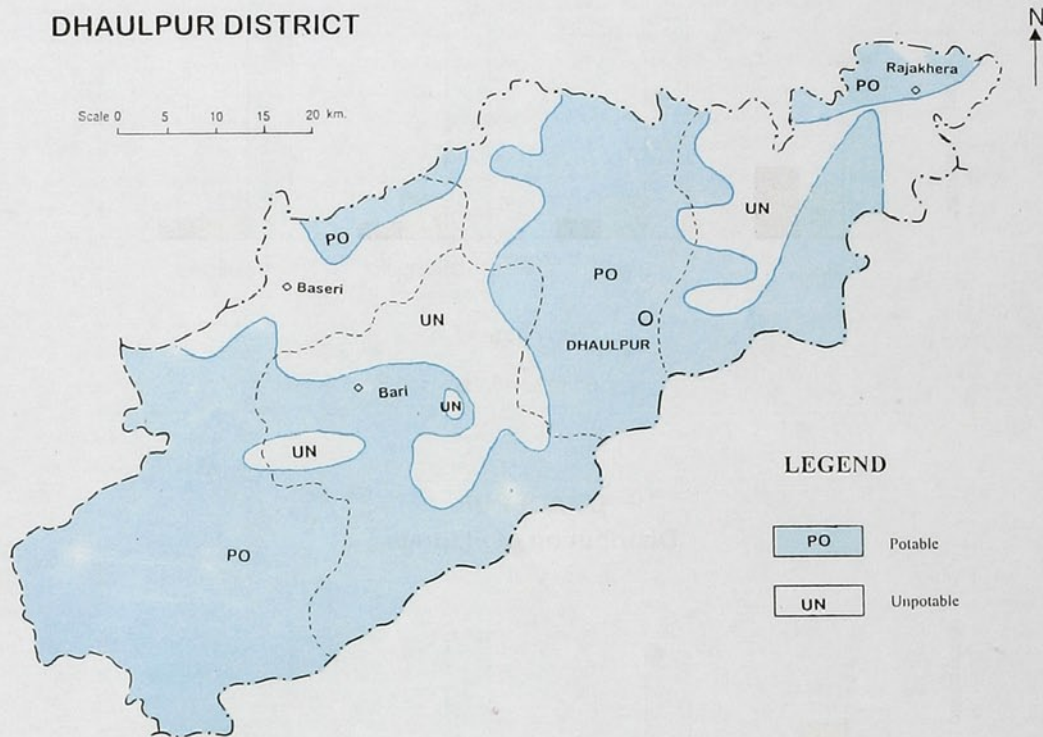 DHAULPUR DISTRICT
N
Scale 0 5 10 15 20 km.
Rajakhera
PO
UN
PO
PO
Baseri
UN
DHAULPUR
Bari
UN
UN
PO
LEGEND
PO Potable
UN Unpotable